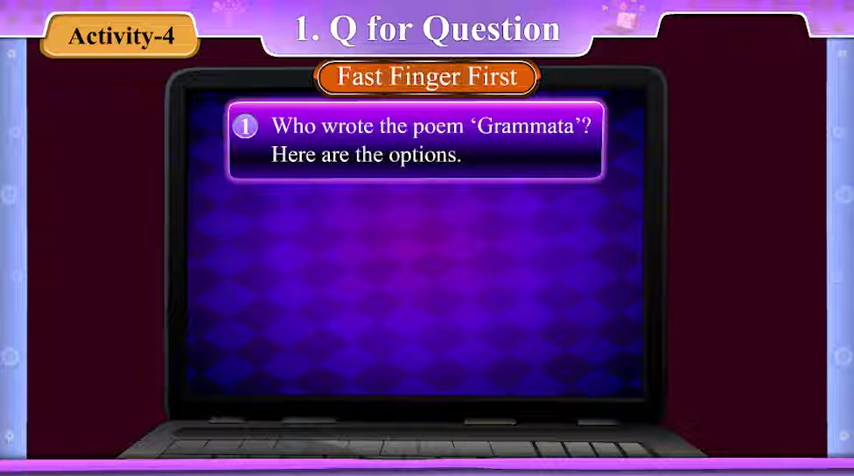 Activity-4
1. Q for Question
Fast Finger First
1 Who wrote the poem ‘Grammata’?
Here are the options.